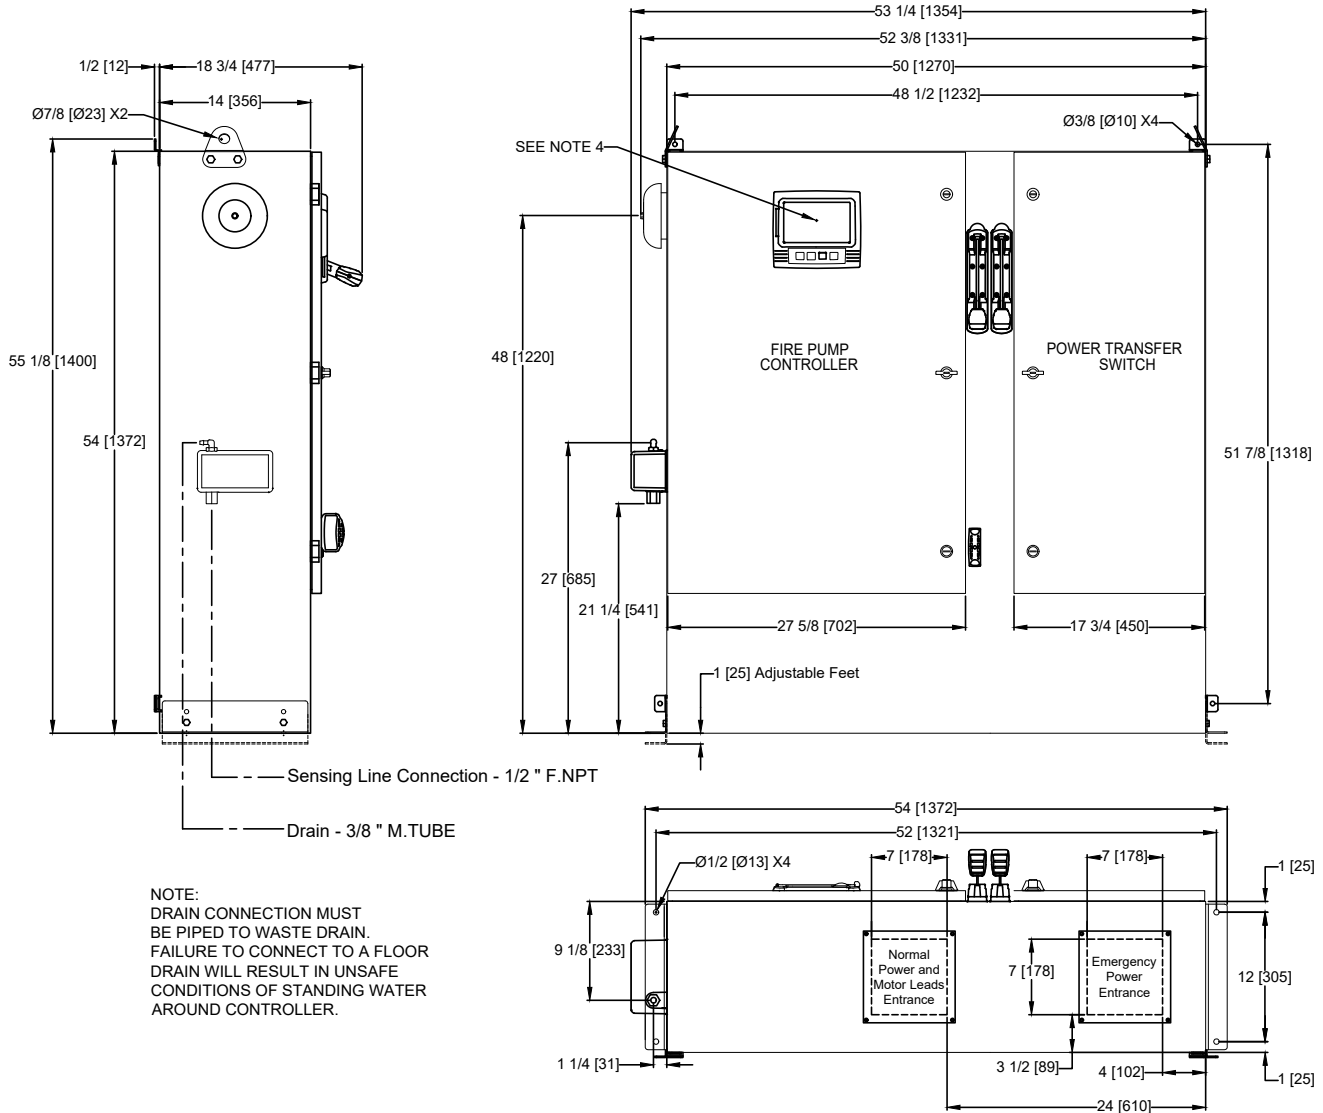 53 1/4 [1354]
52 3/8 [1331]
1/2 [12]
18 3/4 [477]
50 [1270]
14 [356]
48 1/2 [1232]
Ø7/8 [Ø23] X2
Ø3/8 [Ø10] X4
SEE NOTE 4
55 1/8 [1400]
48 [1220]
FIRE PUMP
CONTROLLER
POWER TRANSFER
SWITCH
54 [1372]
51 7/8 [1318]
27 [685]
21 1/4 [541]
27 5/8 [702]
17 3/4 [450]
1 [25] Adjustable Feet
Sensing Line Connection - 1/2 " F.NPT
Drain - 3/8 " M.TUBE
54 [1372]
52 [1321]
Ø1/2 [Ø13] X4
7 [178]
7 [178]
1 [25]
NOTE:
DRAIN CONNECTION MUST
BE PIPED TO WASTE DRAIN.
FAILURE TO CONNECT TO A FLOOR
DRAIN WILL RESULT IN UNSAFE
CONDITIONS OF STANDING WATER
AROUND CONTROLLER.
9 1/8 [233]
Normal
Power and
Motor Leads
Entrance
7 [178]
Emergency
Power
Entrance
12 [305]
1 1/4 [31]
3 1/2 [89]
4 [102]
1 [25]
24 [610]